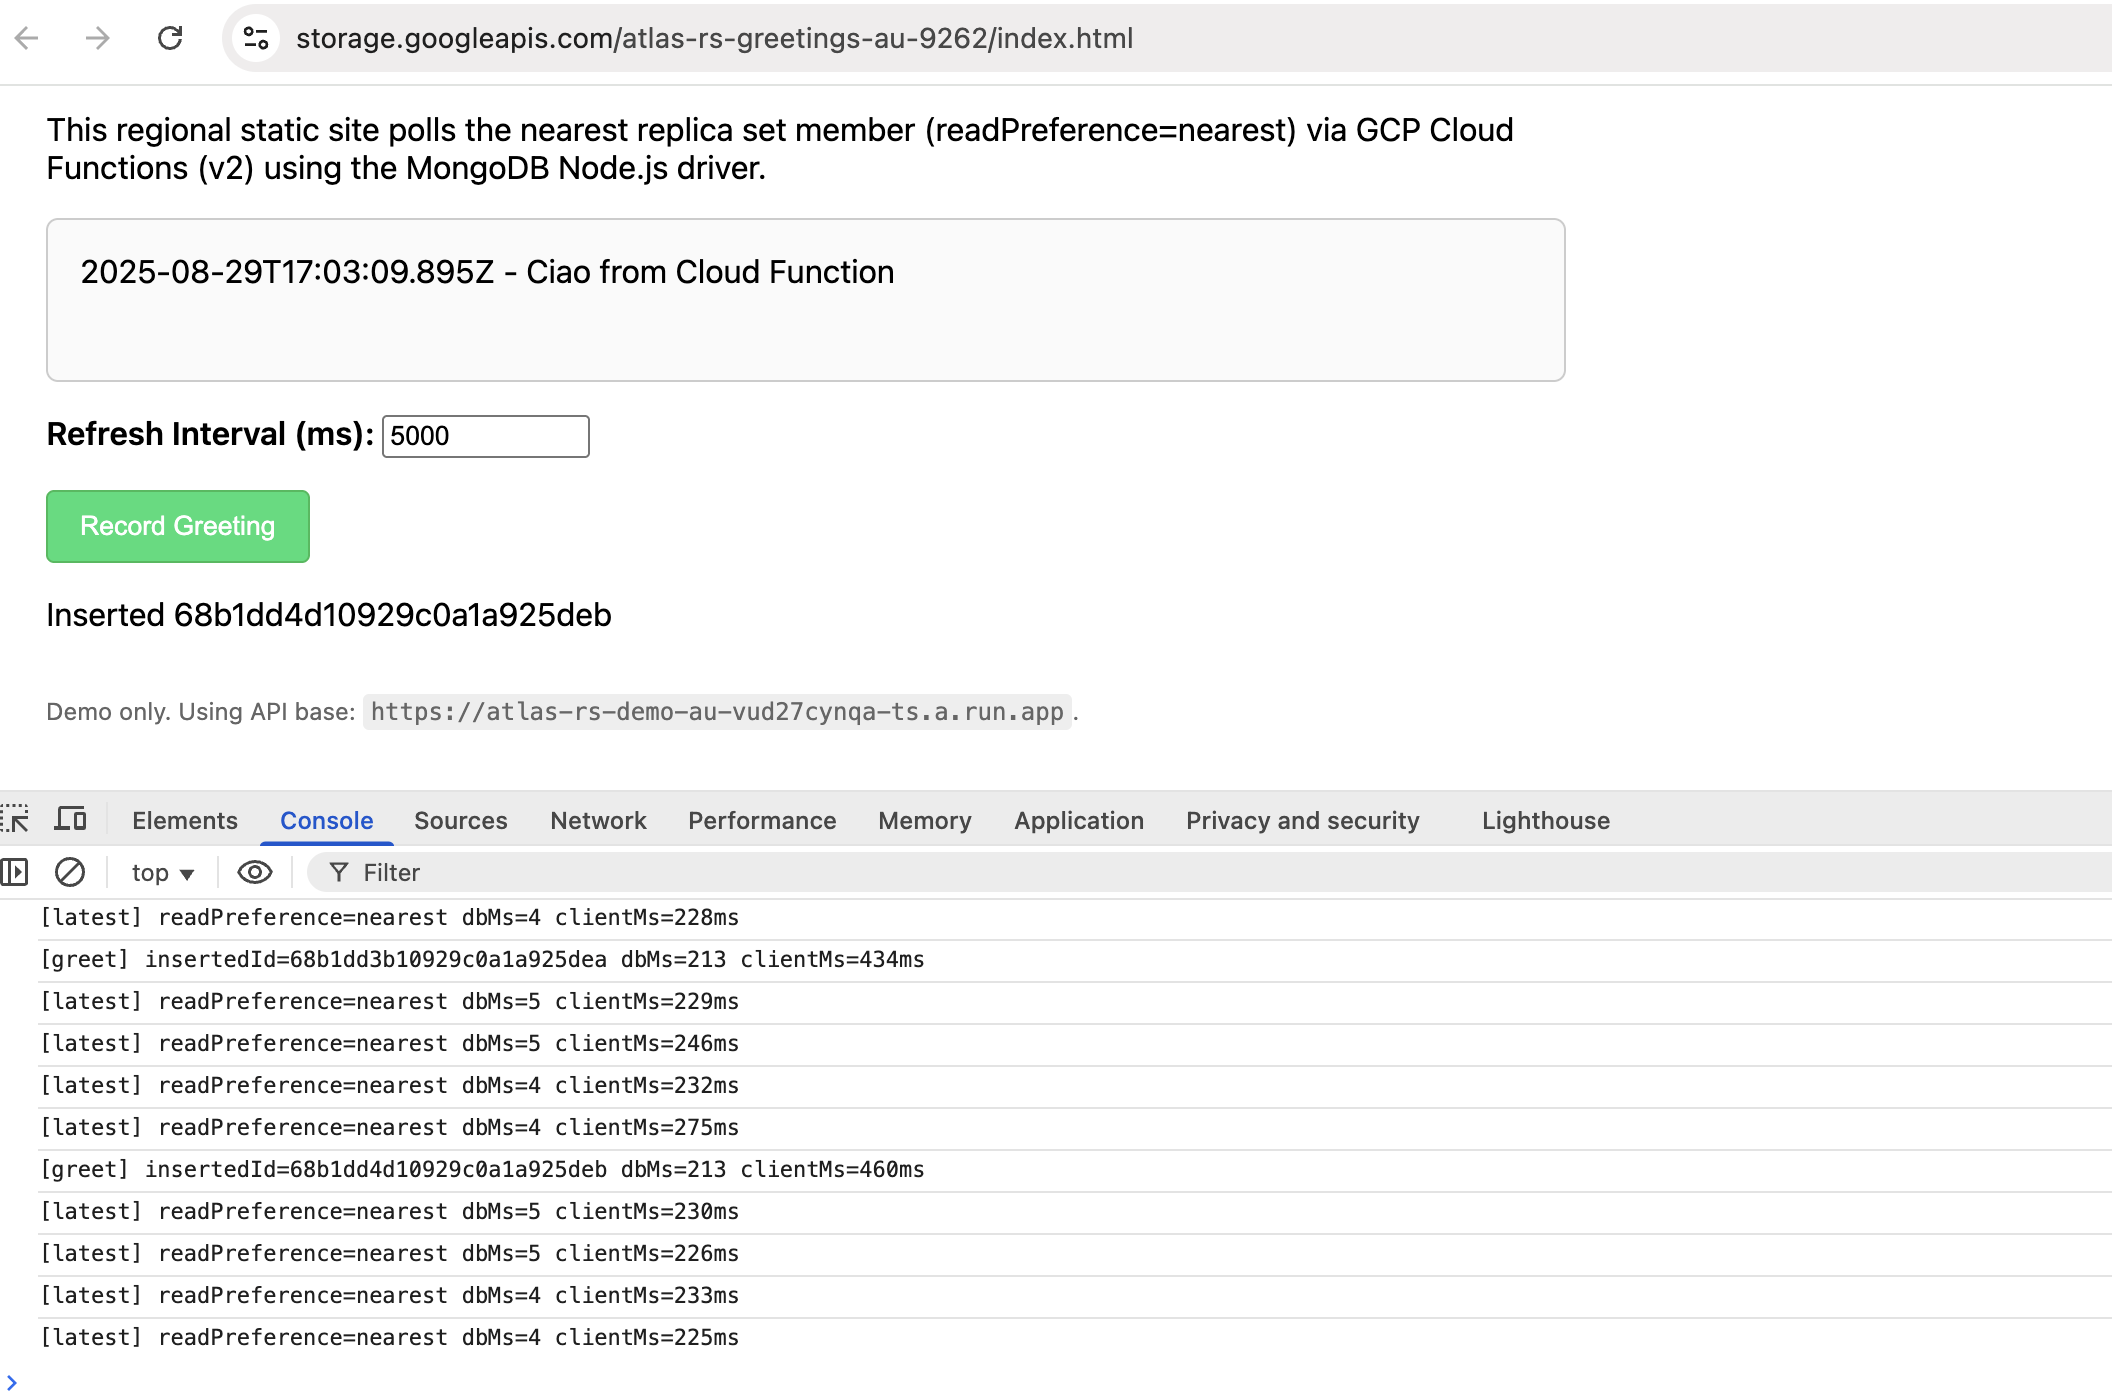 storage.googleapis.com/atlas-rs-greetings-au-9262/index.html
This regional static site polls the nearest replica set member (readPreference=nearest) via GCP Cloud
Functions (v2) using the MongoDB Node.js driver.
2025-08-29T17:03:09.895Z - Ciao from Cloud Function
Refresh Interval (ms): 5000
Record Greeting
Inserted 68b1dd4d10929c0a1a925deb
Demo only. Using API base: https://atlas-rs-demo-au-vud27cynqa-ts.a.run.app.
Elements Console Sources Network Performance Memory Application Privacy and security Lighthouse
top Filter
[latest] readPreference=nearest dbMs=4 clientMs=228ms
[greet] insertedId=68b1dd3b10929c0a1a925dea dbMs=213 clientMs=434ms
[latest] readPreference=nearest dbMs=5 clientMs=229ms
[latest] readPreference=nearest dbMs=5 clientMs=246ms
[latest] readPreference=nearest dbMs=4 clientMs=232ms
[latest] readPreference=nearest dbMs=4 clientMs=275ms
[greet] insertedId=68b1dd4d10929c0a1a925deb dbMs=213 clientMs=460ms
[latest] readPreference=nearest dbMs=5 clientMs=230ms
[latest] readPreference=nearest dbMs=5 clientMs=226ms
[latest] readPreference=nearest dbMs=4 clientMs=233ms
[latest] readPreference=nearest dbMs=4 clientMs=225ms